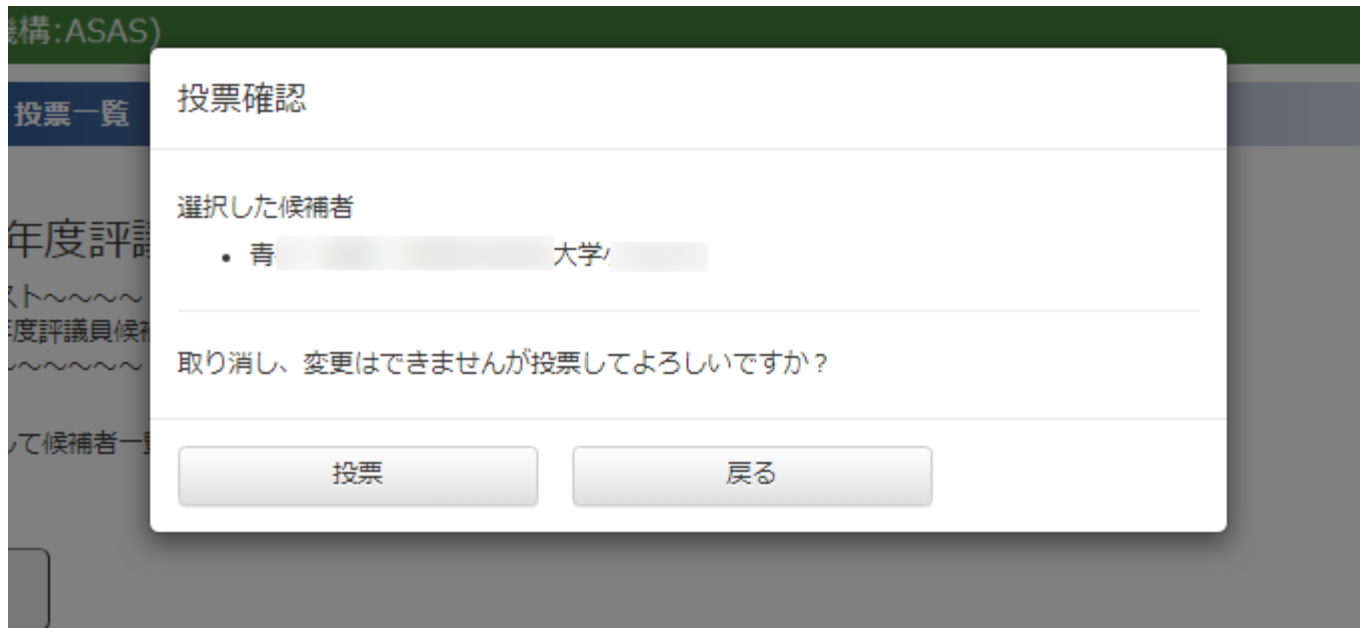 構:ASAS)
投票確認
投票一覧
選択した候補者
年度評
• 青 大学
スト～～～～
年度評議員候
取り消し、変更はできませんが投票してよろしいですか？
～～～～～
して候補者一
投票
戻る